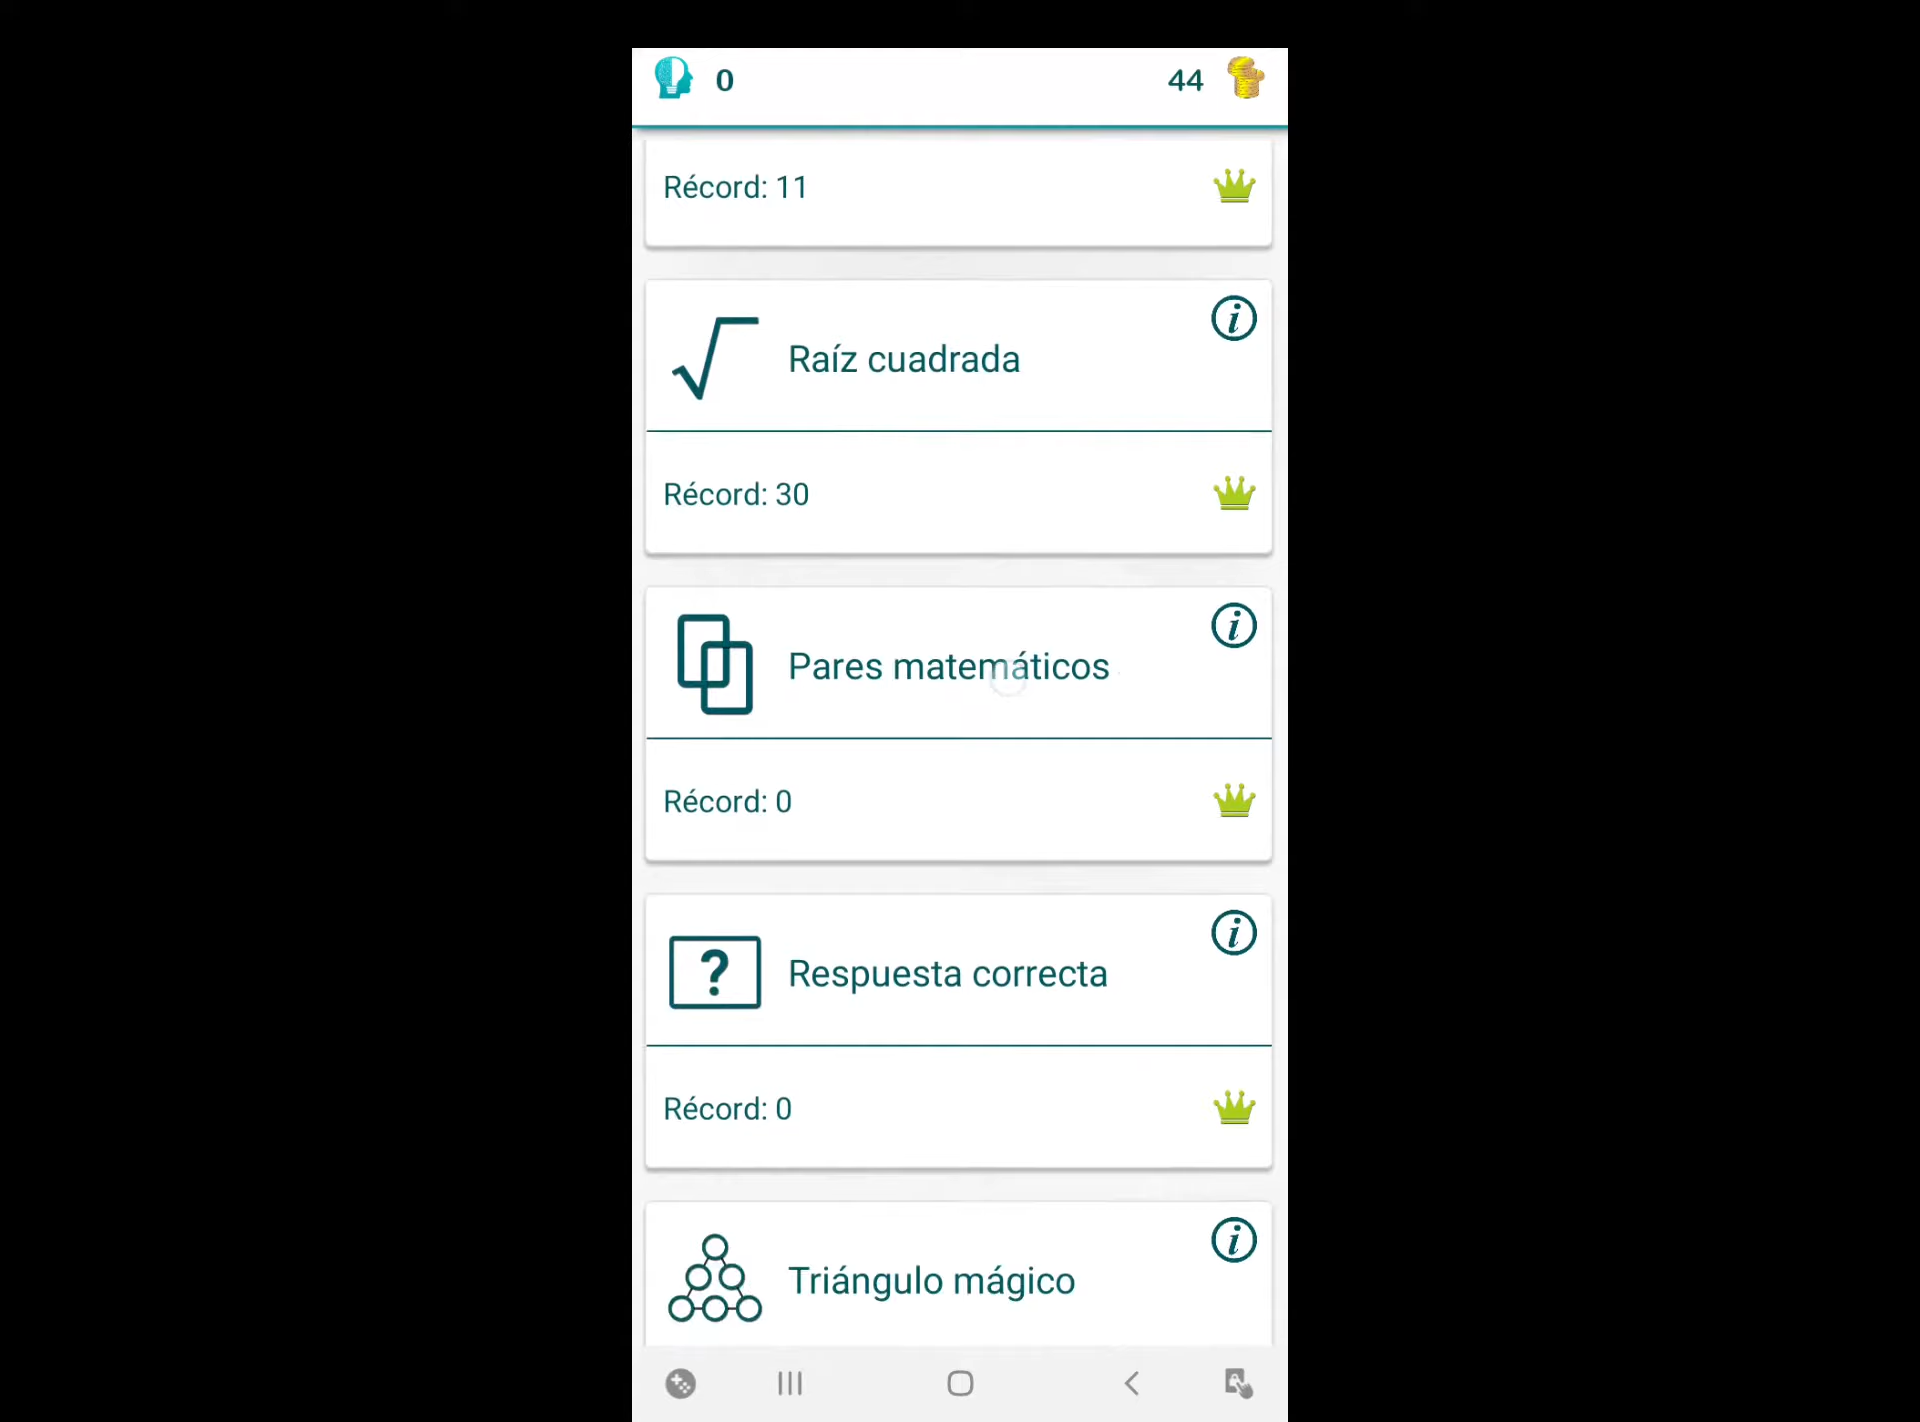 0
44
Récord: 11
Raíz cuadrada
Récord: 30
Pares matemáticos
Récord: 0
?
Respuesta correcta
Récord: 0
Triángulo mágico